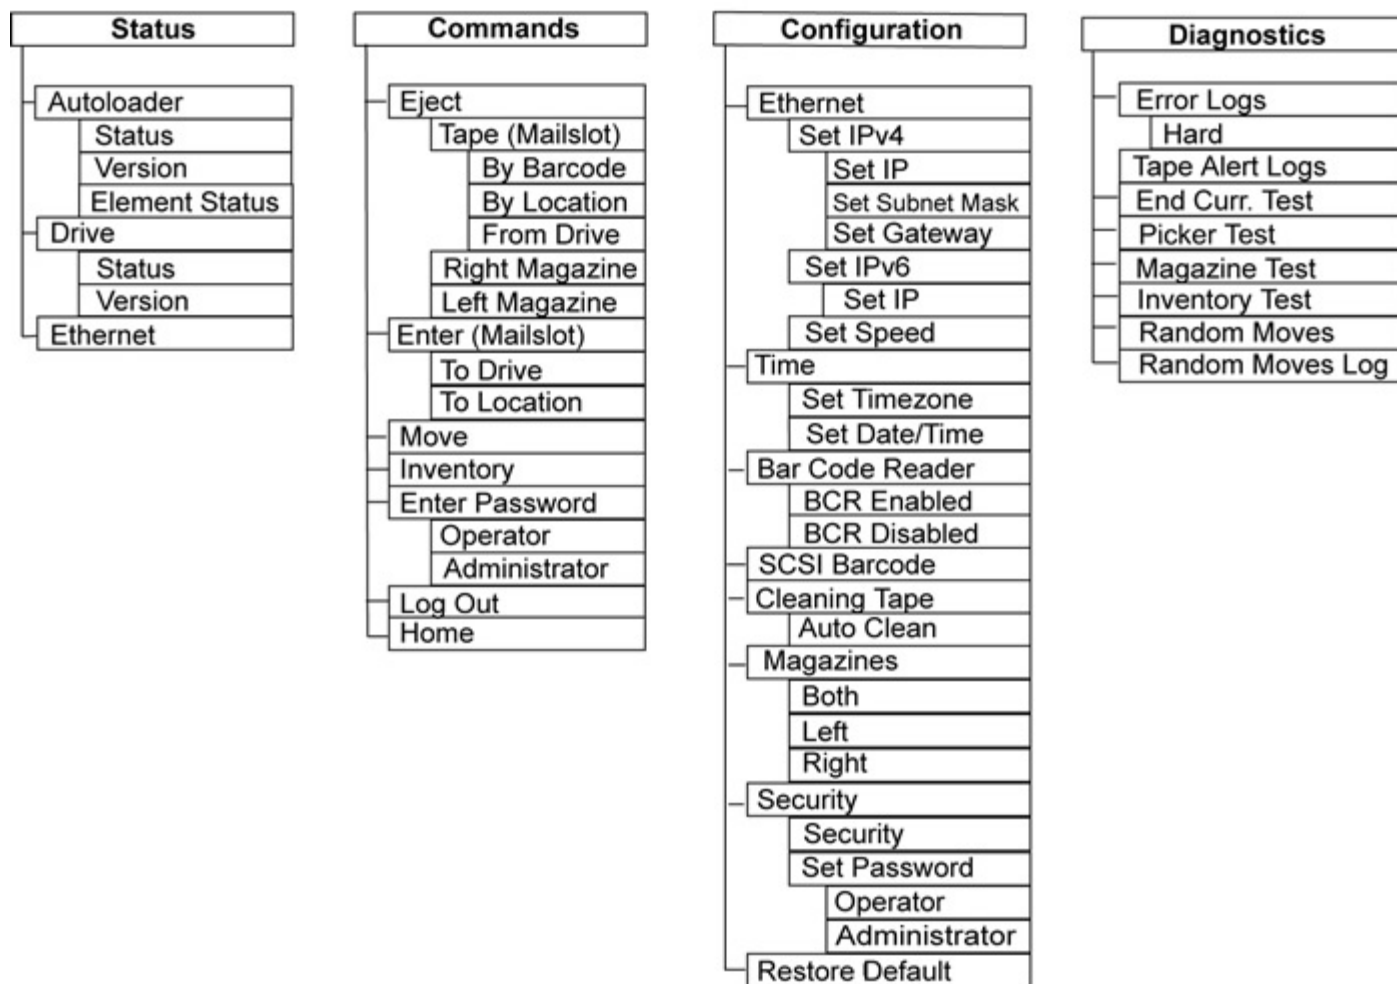 Status
Autoloader
Status
Version
Element Status
Drive
Status
Version
Ethernet
Commands
Eject
Tape (Mailslot)
By Barcode
By Location
From Drive
Right Magazine
Left Magazine
Enter (Mailslot)
To Drive
To Location
Move
Inventory
Enter Password
Operator
Administrator
Log Out
Home
Configuration
Ethernet
Set IPv4
Set IP
Set Subnet Mask
Set Gateway
Set IPv6
Set IP
Set Speed
Time
Set Timezone
Set Date/Time
Bar Code Reader
BCR Enabled
BCR Disabled
SCSI Barcode
Cleaning Tape
Auto Clean
Magazines
Both
Left
Right
Security
Security
Set Password
Operator
Administrator
Restore Default
Diagnostics
Error Logs
Hard
Tape Alert Logs
End Curr. Test
Picker Test
Magazine Test
Inventory Test
Random Moves
Random Moves Log